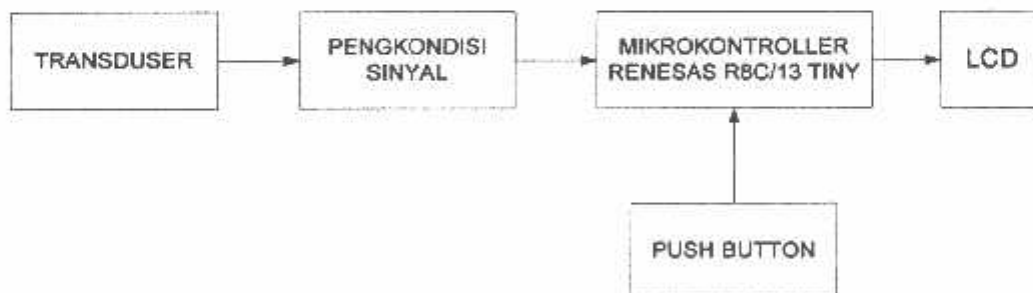 TRANSDUSER
PENGKONDISI
SINYAL
MIKROKONTROLLER
RENESAS R8C/13 TINY
LCD
PUSH BUTTON